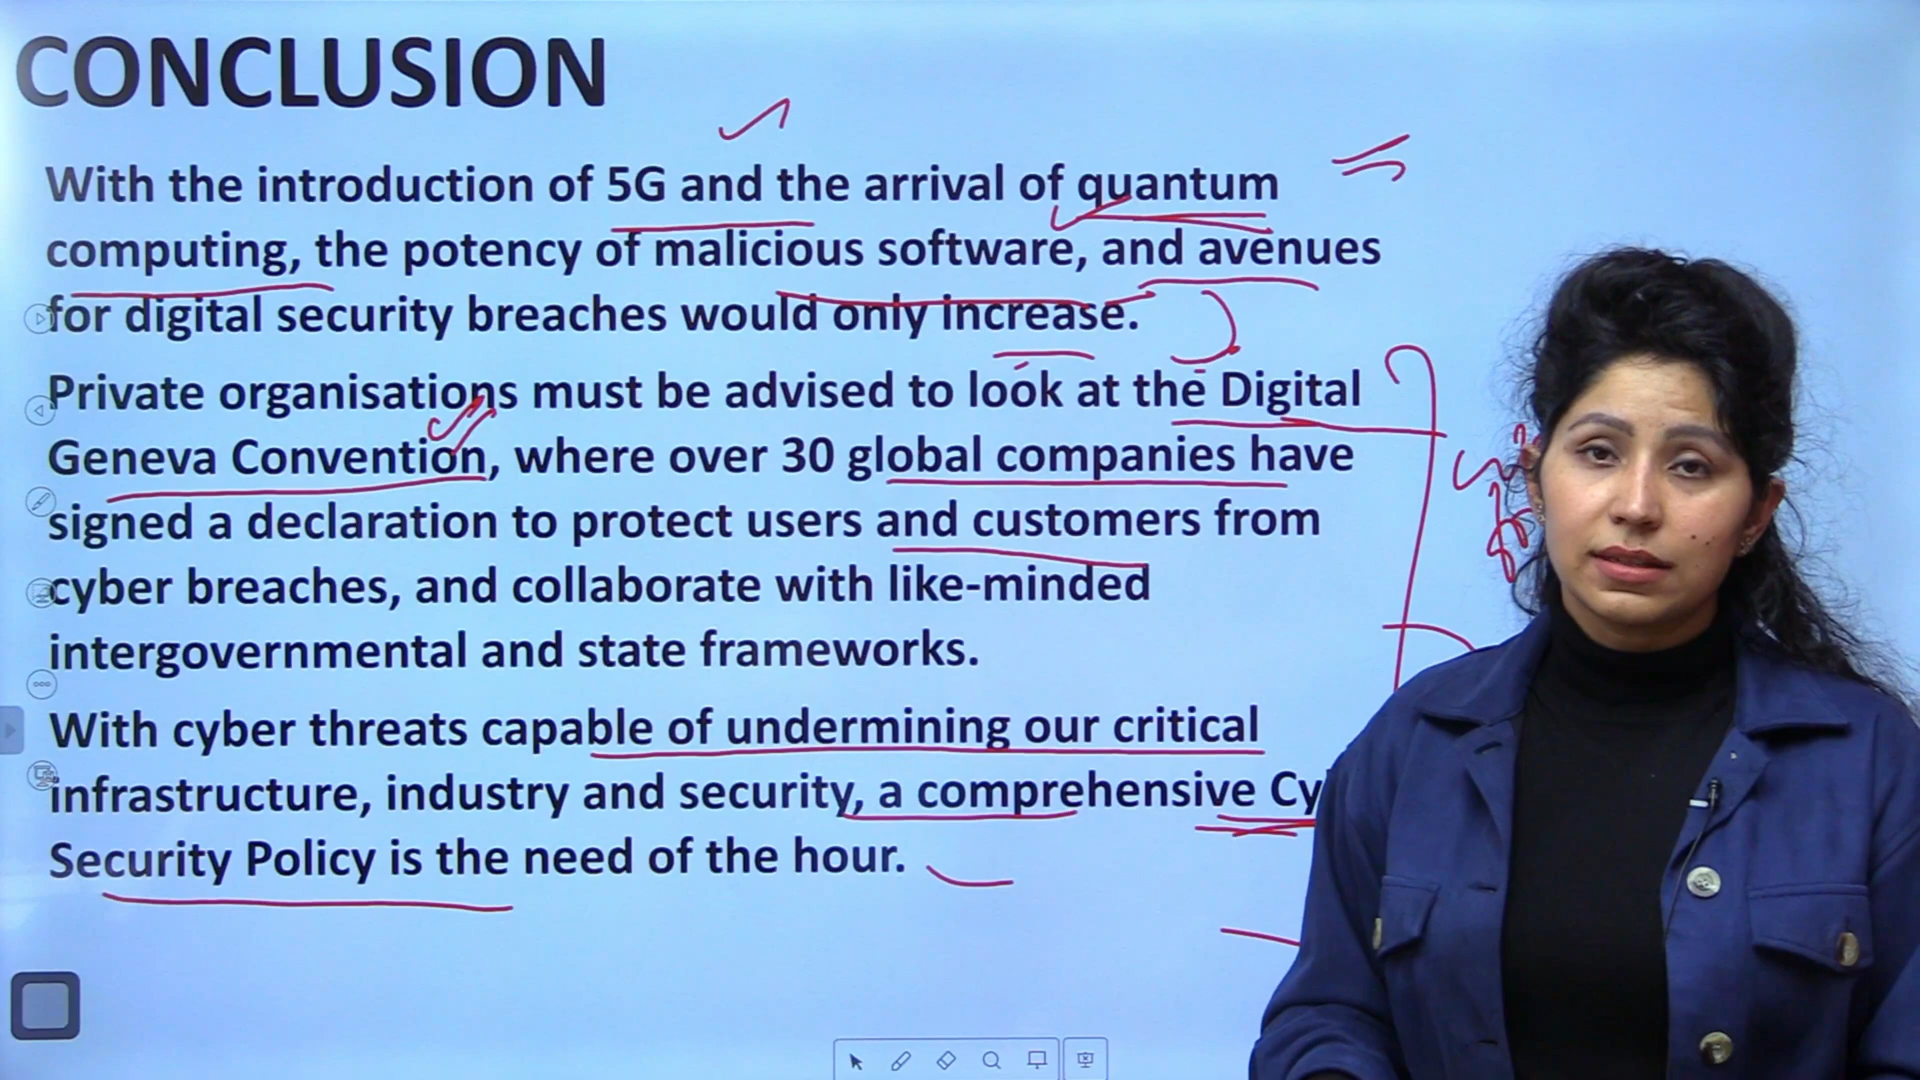 CONCLUSION
With the introduction of 5G and the arrival of quantum
computing, the potency of malicious software, and avenues
for digital security breaches would only increase.
Private organisations must be advised to look at the Digital
Geneva Convention, where over 30 global companies have
signed a declaration to protect users and customers from
cyber breaches, and collaborate with like-minded
intergovernmental and state frameworks.
With cyber threats capable of undermining our critical
infrastructure, industry and security, a comprehensive Cy
Security Policy is the need of the hour.